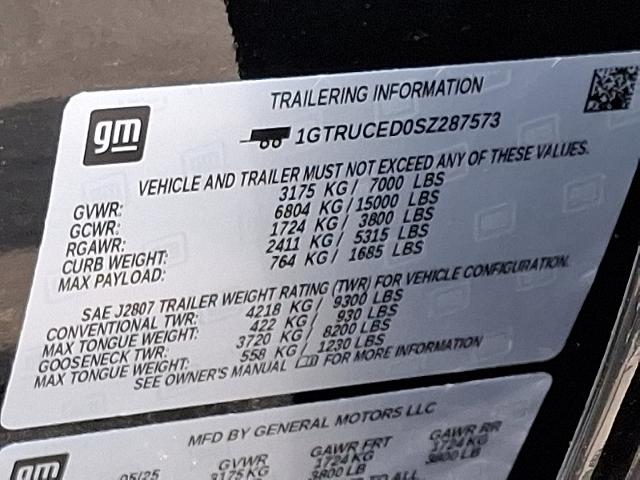 TRAILERING INFORMATION
gm
1GTRUCED0SZ287573
VEHICLE AND TRAILER MUST NOT EXCEED ANY OF THESE VALUES.
GVWR: 3175 KG / 7000 LBS
GCWR: 6804 KG / 15000 LBS
RGAWR: 1724 KG / 3800 LBS
CURB WEIGHT: 2411 KG / 5315 LBS
MAX PAYLOAD: 764 KG / 1685 LBS
SAE J2807 TRAILER WEIGHT RATING (TWR) FOR VEHICLE CONFIGURATION.
CONVENTIONAL TWR: 4218 KG / 9300 LBS
MAX TONGUE WEIGHT: 422 KG / 930 LBS
GOOSENECK TWR: 3720 KG / 8200 LBS
MAX TONGUE WEIGHT: 558 KG / 1230 LBS
SEE OWNER'S MANUAL FOR MORE INFORMATION
MFD BY GENERAL MOTORS LLC
gm
GVWR GAWR FRT GAWR RR
05/25 3175 KG 1724 KG 1724 KG
3800 LB 3800 LB
TO ALL